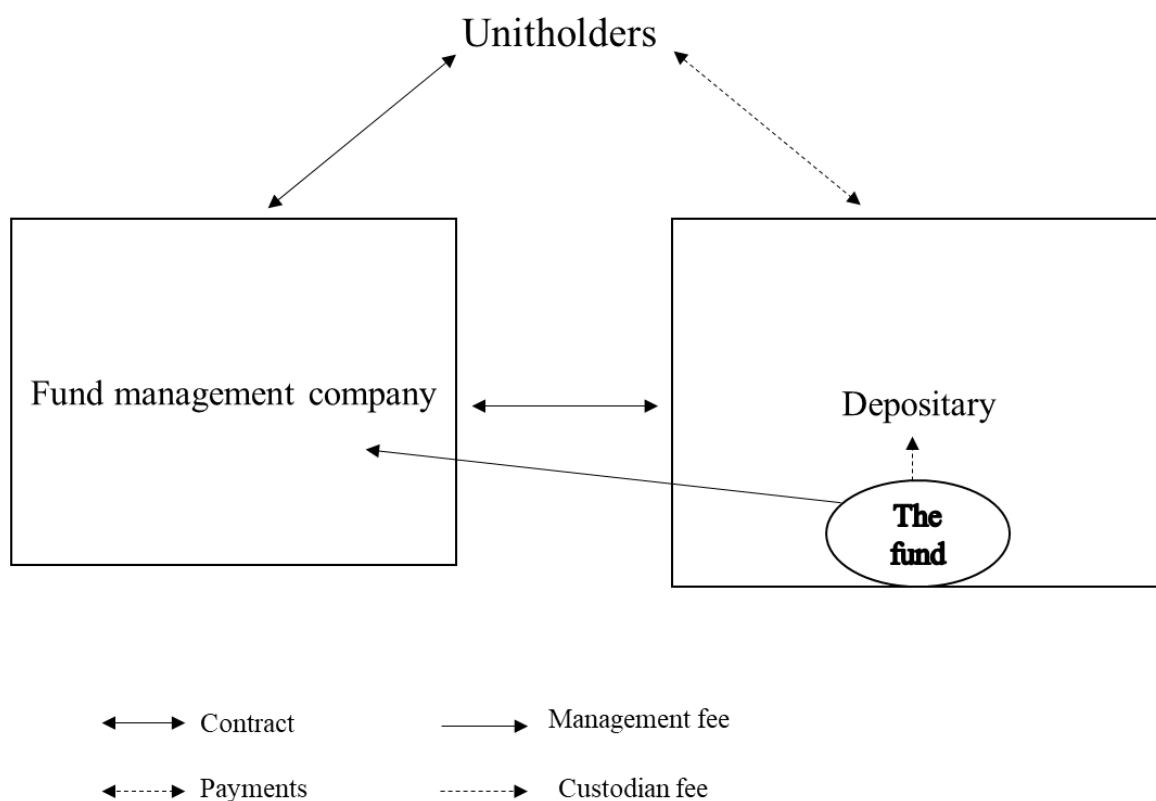 Unitholders
Fund management company
Depositary
The
fund
Contract
Management fee
Payments
Custodian fee